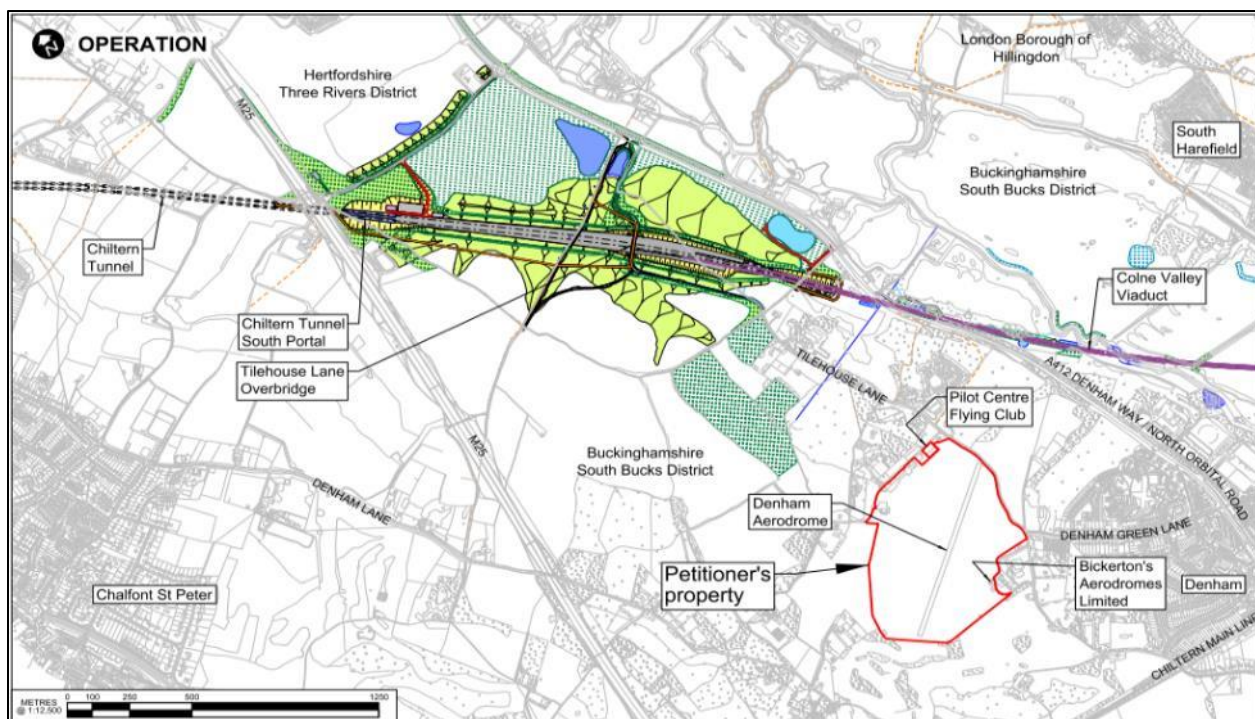 N
OPERATION
London Borough of
Hillingdon
Hertfordshire
Three Rivers District
M25
South
Harefield
Buckinghamshire
South Bucks District
Chiltern
Tunnel
Colne Valley
Viaduct
Chiltern Tunnel
South Portal
Tilehouse Lane
Overbridge
TILEHOUSE LANE
A412 DENHAM WAY / NORTH ORBITAL ROAD
Pilot Centre
Flying Club
M25
Buckinghamshire
South Bucks District
DENHAM LANE
Denham
Aerodrome
DENHAM GREEN LANE
Petitioner's
property
Bickerton's
Aerodromes
Limited
Denham
Chalfont St Peter
CHILTERN MAIN LINE
METRES
@ 1:12,500
0 100 250 500 1250